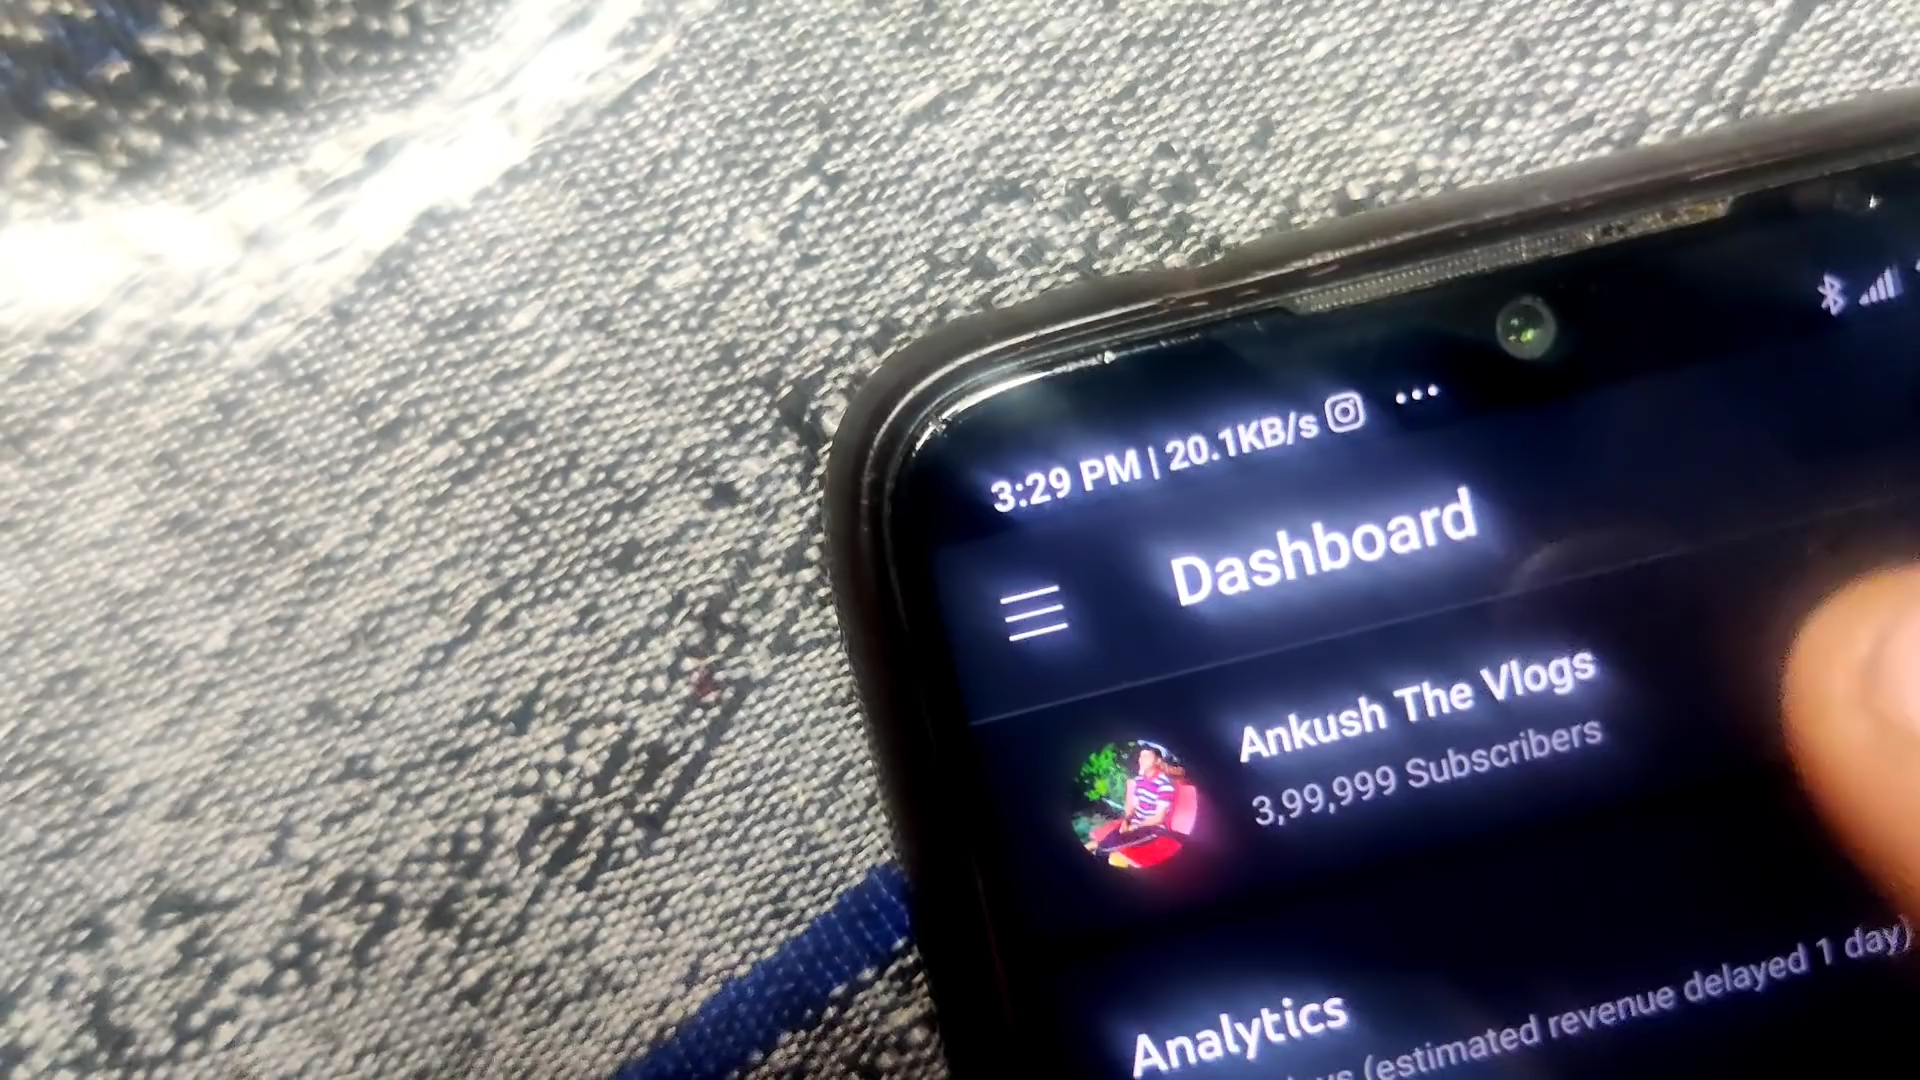 3:29 PM | 20.1KB/s
Dashboard
Ankush The Vlogs
3,99,999 Subscribers
Analytics
(estimated revenue delayed 1 day)